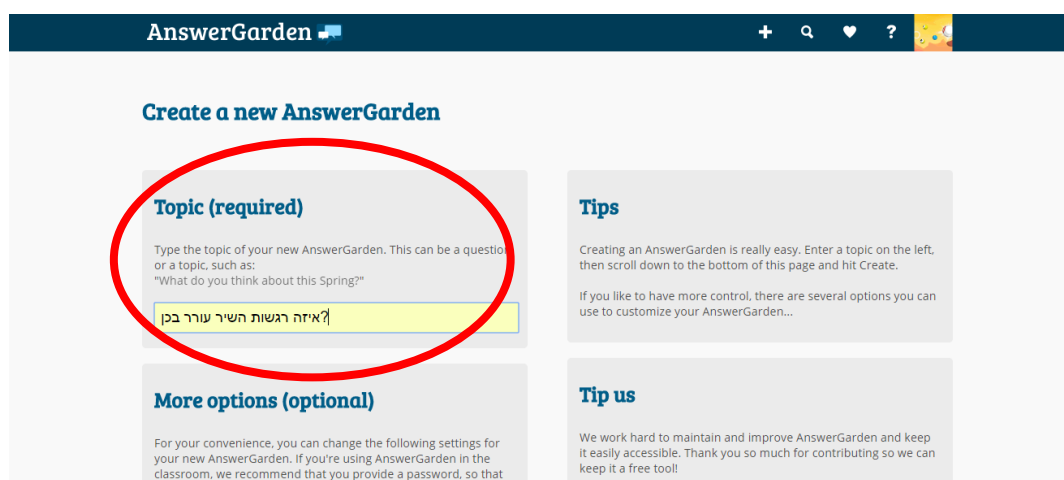 AnswerGarden
Create a new AnswerGarden
Topic (required)
Type the topic of your new AnswerGarden. This can be a question
or a topic, such as:
"What do you think about this Spring?"
איזה רגשות השיר עורר בכן?
More options (optional)
For your convenience, you can change the following settings for
your new AnswerGarden. If you're using AnswerGarden in the
classroom, we recommend that you provide a password, so that
Tips
Creating an AnswerGarden is really easy. Enter a topic on the left,
then scroll down to the bottom of this page and hit Create.
If you like to have more control, there are several options you can
use to customize your AnswerGarden...
Tip us
We work hard to maintain and improve AnswerGarden and keep
it easily accessible. Thank you so much for contributing so we can
keep it a free tool!